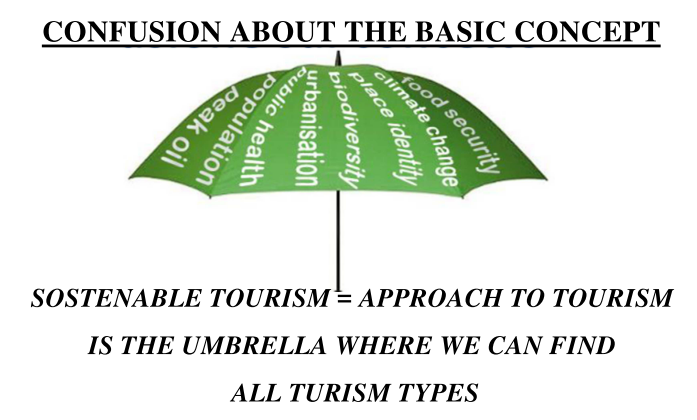 CONFUSION ABOUT THE BASIC CONCEPT
peak oil
population
public health
urbanisation
biodiversity
place identity
climate change
food security
SOSTENABLE TOURISM = APPROACH TO TOURISM
IS THE UMBRELLA WHERE WE CAN FIND
ALL TURISM TYPES